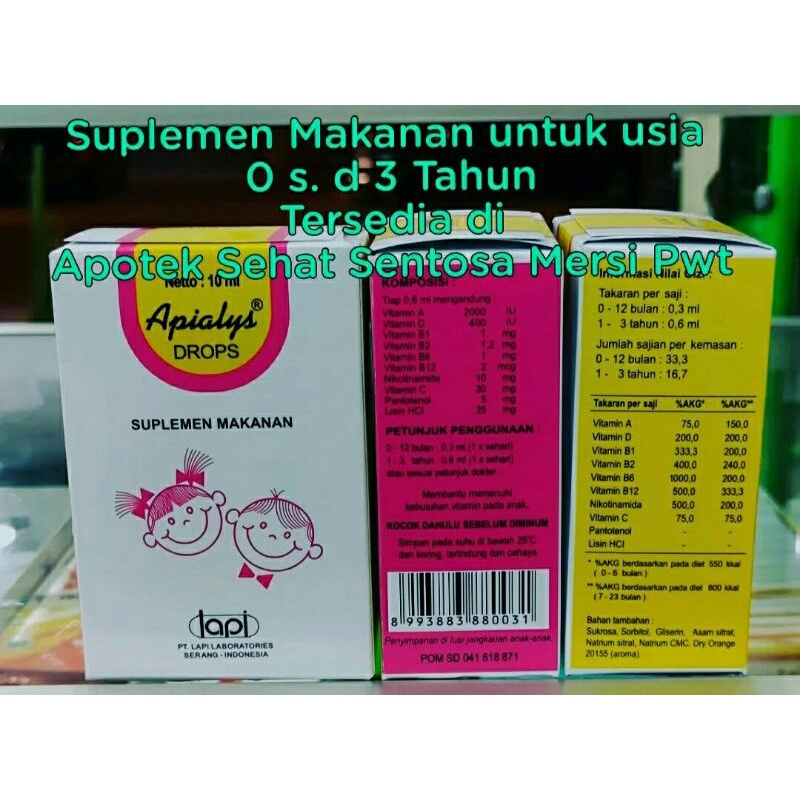 Suplemen Makanan untuk usia
0 s. d 3 Tahun
Tersedia di
Apotek Sehat Sentosa Mersi Pwt
Netto : 10 ml
Apialys®
DROPS
SUPLEMEN MAKANAN
lapi
PT. LAPI LABORATORIES
SERANG - INDONESIA
KOMPOSISI :
Tiap 0,6 ml mengandung
Vitamin A 2000 IU
Vitamin D 400 IU
Vitamin B1 1 mg
Vitamin B2 1,2 mg
Vitamin B6 1 mg
Vitamin B12 2 mcg
Nikotinamida 10 mg
Vitamin C 30 mg
Pantotenol 5 mg
Lisin HCl 25 mg
PETUNJUK PENGGUNAAN :
0 - 12 bulan : 0,3 ml (1 x sehari)
1 - 3 tahun : 0,6 ml (1 x sehari)
atau sesuai petunjuk dokter.
Membantu memenuhi
kebutuhan vitamin pada anak.
KOCOK DAHULU SEBELUM DIMINUM
Simpan pada suhu di bawah 25°C
dan kering, terlindung dari cahaya
8 993883 880031
Penyimpanan di luar jangkauan anak-anak.
POM SD 041 618 871
Informasi Nilai Gizi :
Takaran per saji :
0 - 12 bulan : 0,3 ml
1 - 3 tahun : 0,6 ml
Jumlah sajian per kemasan :
0 - 12 bulan : 33,3
1 - 3 tahun : 16,7
Takaran per saji %AKG* %AKG**
Vitamin A 75,0 150,0
Vitamin D 200,0 200,0
Vitamin B1 333,3 200,0
Vitamin B2 400,0 240,0
Vitamin B6 1000,0 200,0
Vitamin B12 500,0 333,3
Nikotinamida 500,0 200,0
Vitamin C 75,0 75,0
Pantotenol - -
Lisin HCl - -
* %AKG berdasarkan pada diet 550 kkal
( 0-6 bulan )
** %AKG berdasarkan pada diet 800 kkal
( 7-23 bulan )
Bahan tambahan :
Sukrosa, Sorbitol, Gliserin, Asam sitrat,
Natrium sitrat, Natrium CMC, Dry Orange
20155 (aroma).